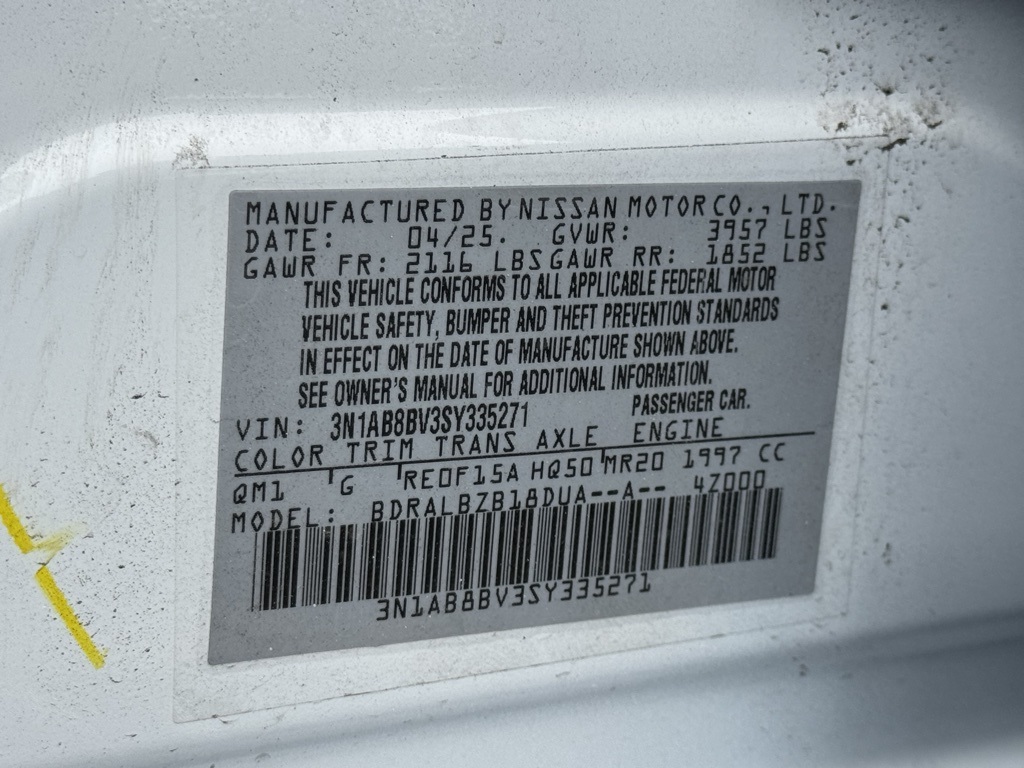 MANUFACTURED BY NISSAN MOTOR CO., LTD.
DATE: 04/25. GVWR: 3957 LBS
GAWR FR: 2116 LBS GAWR RR: 1852 LBS
THIS VEHICLE CONFORMS TO ALL APPLICABLE FEDERAL MOTOR
VEHICLE SAFETY, BUMPER AND THEFT PREVENTION STANDARDS
IN EFFECT ON THE DATE OF MANUFACTURE SHOWN ABOVE.
SEE OWNER'S MANUAL FOR ADDITIONAL INFORMATION.
VIN: 3N1AB8BV3SY335271 PASSENGER CAR.
COLOR TRIM TRANS AXLE ENGINE
QM1 G RE0F15A HQ50 MR20 1997 CC
MODEL: BDRALBZB18DUA--A-- 4Z000
3N1AB8BV3SY335271